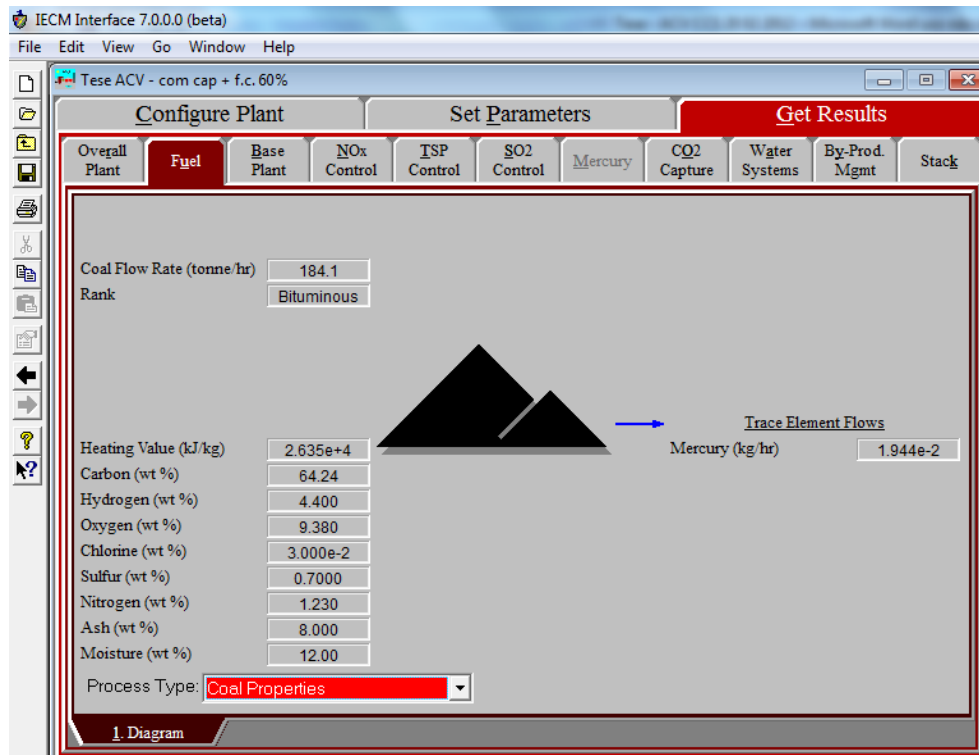 IECM Interface 7.0.0.0 (beta)
File Edit View Go Window Help
Tese ACV - com cap + f.c. 60%
Configure Plant Set Parameters Get Results
Overall Plant Fuel Base Plant NOx Control TSP Control SO2 Control Mercury CO2 Capture Water Systems By-Prod. Mgmt Stack
Coal Flow Rate (tonne/hr) 184.1
Rank Bituminous
Trace Element Flows
Heating Value (kJ/kg) 2.635e+4 Mercury (kg/hr) 1.944e-2
Carbon (wt %) 64.24
Hydrogen (wt %) 4.400
Oxygen (wt %) 9.380
Chlorine (wt %) 3.000e-2
Sulfur (wt %) 0.7000
Nitrogen (wt %) 1.230
Ash (wt %) 8.000
Moisture (wt %) 12.00
Process Type: Coal Properties
1. Diagram